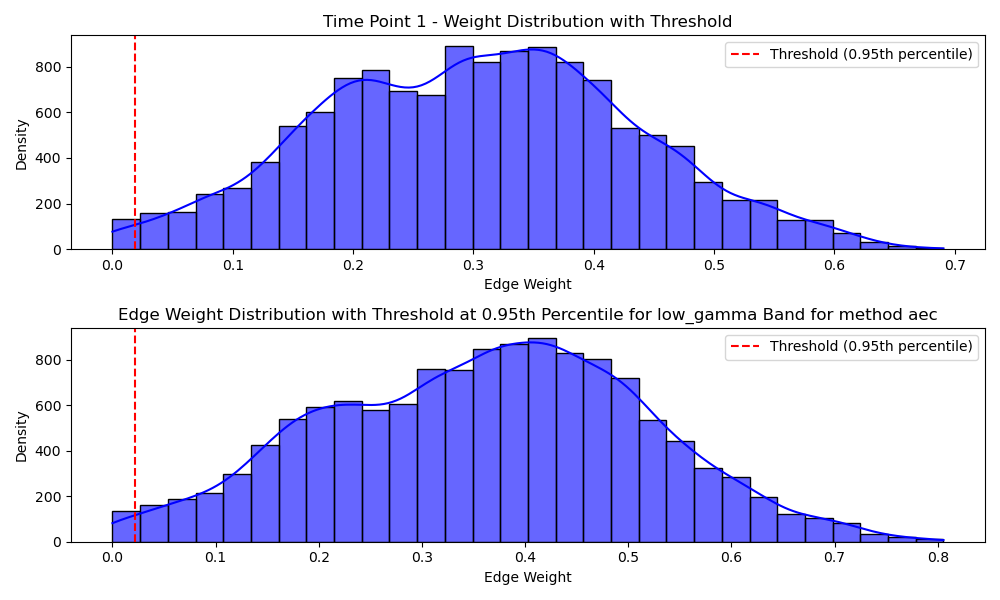 Time Point 1 - Weight Distribution with Threshold
Threshold (0.95th percentile)
Density
800
600
400
200
0
0.0 0.1 0.2 0.3 0.4 0.5 0.6 0.7
Edge Weight
Edge Weight Distribution with Threshold at 0.95th Percentile for low_gamma Band for method aec
Threshold (0.95th percentile)
Density
800
600
400
200
0
0.0 0.1 0.2 0.3 0.4 0.5 0.6 0.7 0.8
Edge Weight